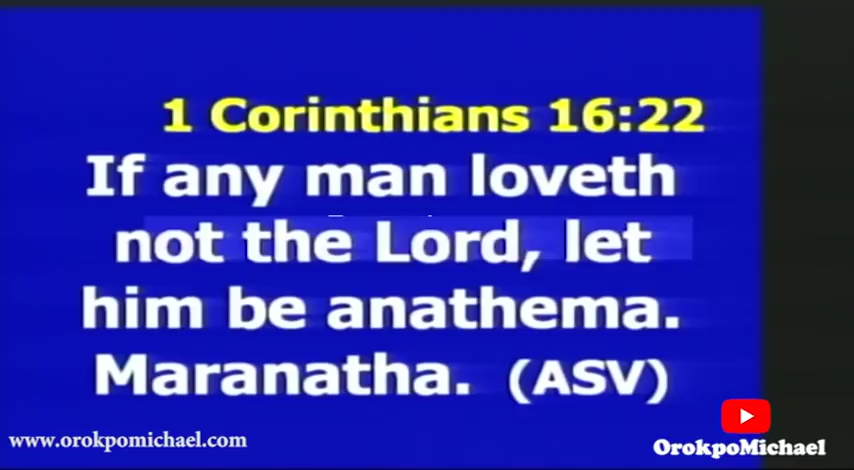 1 Corinthians 16:22
If any man loveth
not the Lord, let
him be anathema.
Maranatha. (ASV)
www.orokpomichael.com
OrokpoMichael